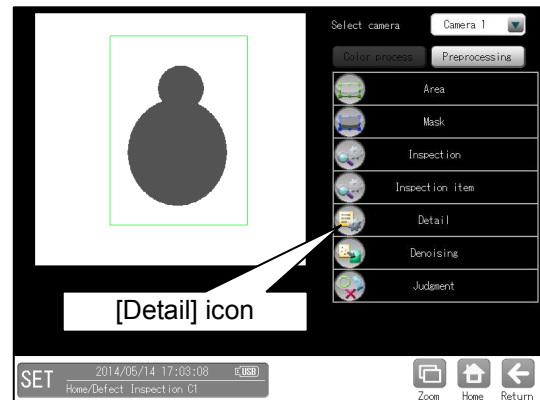 Select camera
Camera 1
Color process
Preprocessing
Area
Mask
Inspection
Inspection item
Detail
Denoising
Judgment
[Detail] icon
SET
2014/05/14 17:03:08
USB
Home/Defect Inspection C1
Zoom
Home
Return